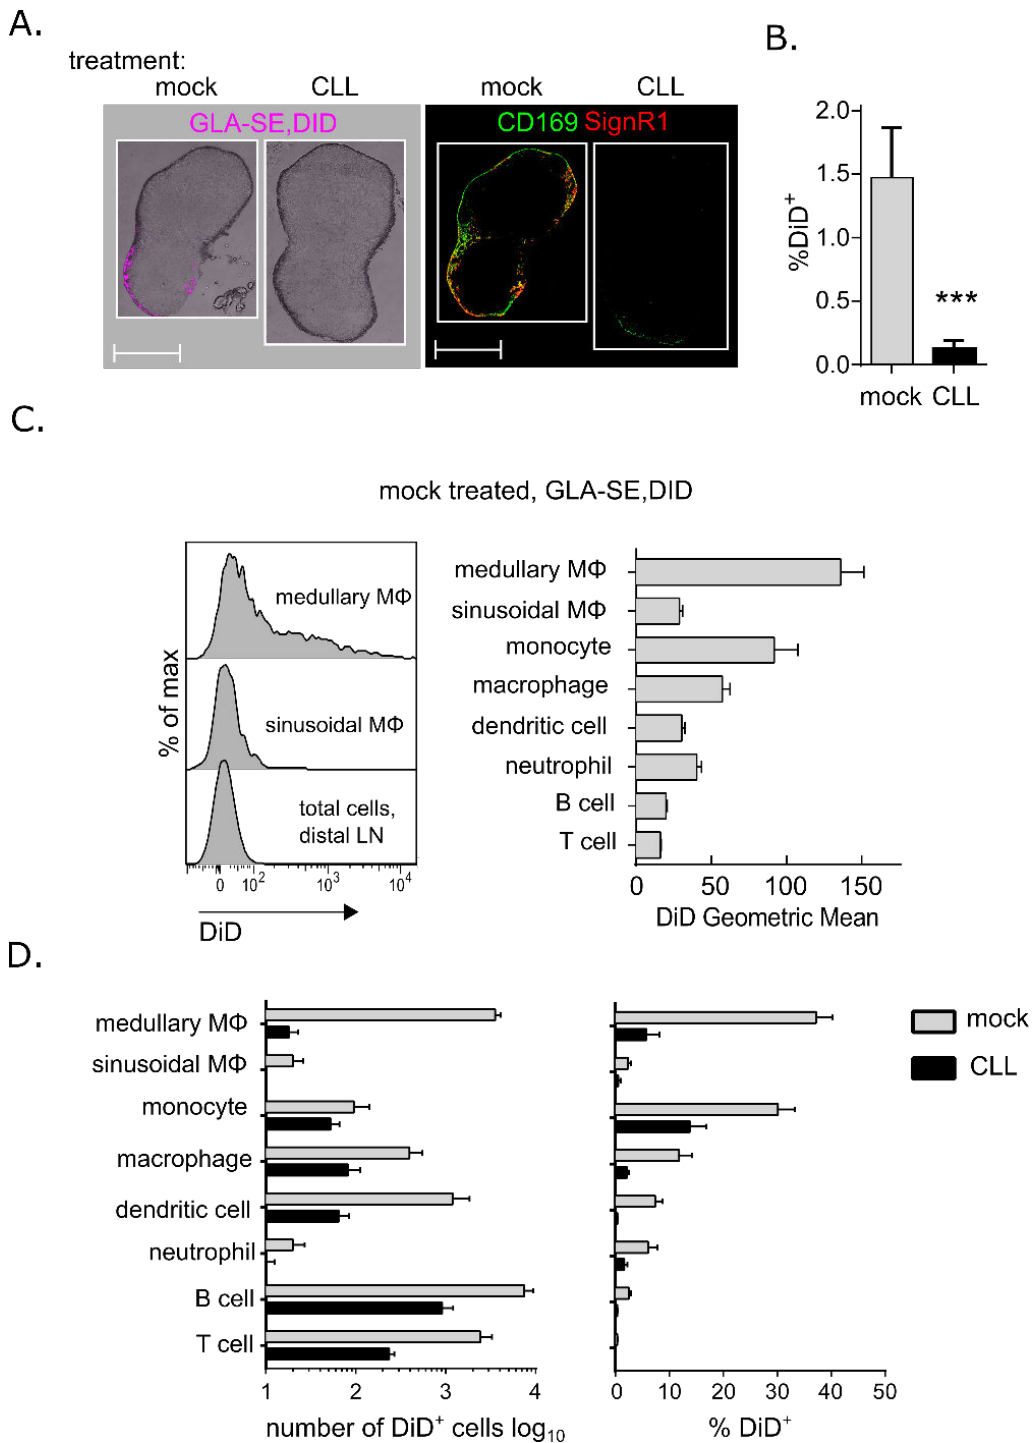 A.
treatment:
mock CLL
GLA-SE,DID
mock CLL
CD169 SignR1
B.
%DiD+
2.0
1.5
1.0
0.5
0.0
***
mock CLL
C.
mock treated, GLA-SE,DID
% of max
medullary MΦ
sinusoidal MΦ
total cells,
distal LN
0 10² 10³ 10⁴
DiD
medullary MΦ
sinusoidal MΦ
monocyte
macrophage
dendritic cell
neutrophil
B cell
T cell
0 50 100 150
DiD Geometric Mean
D.
medullary MΦ
sinusoidal MΦ
monocyte
macrophage
dendritic cell
neutrophil
B cell
T cell
1 2 3 4
number of DiD+ cells log10
0 10 20 30 40 50
% DiD+
mock
CLL